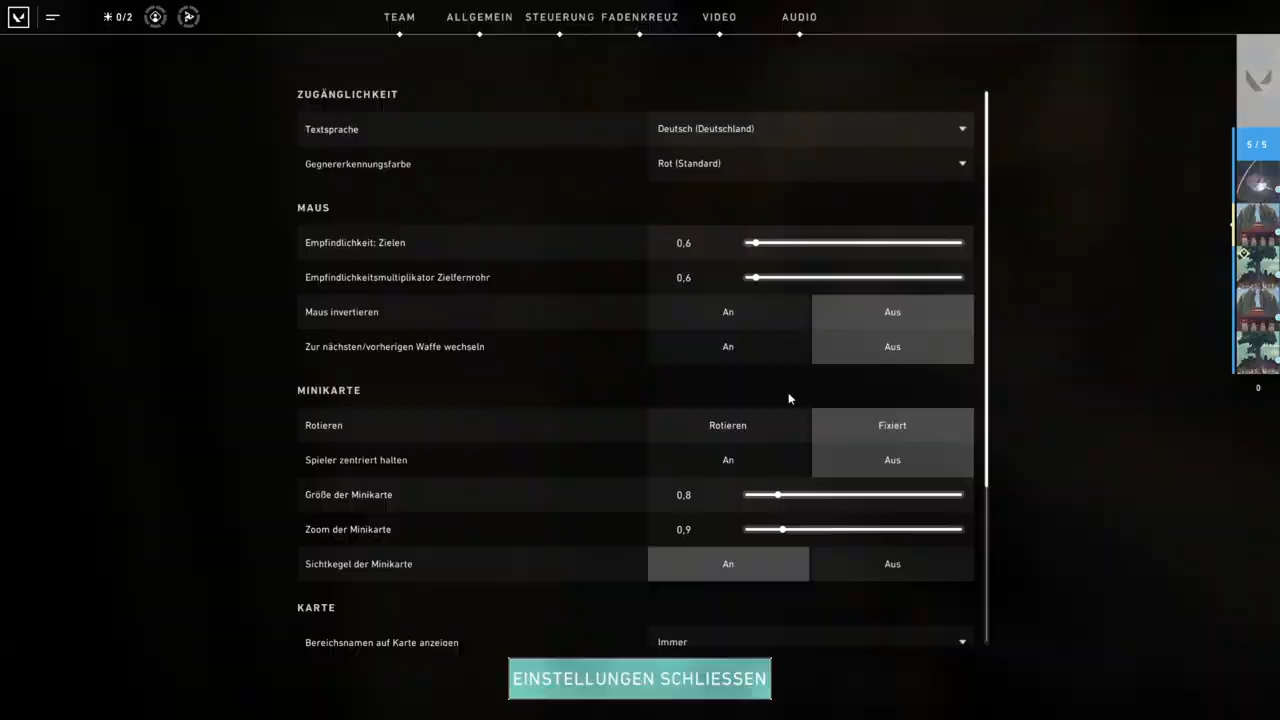 0/2
TEAM ALLGEMEIN STEUERUNG FADENKREUZ VIDEO AUDIO
ZUGÄNGLICHKEIT
Textsprache Deutsch (Deutschland)
Gegnererkennungsfarbe Rot (Standard)
5 / 5
MAUS
Empfindlichkeit: Zielen 0,6
Empfindlichkeitsmultiplikator Zielfernrohr 0,6
Maus invertieren An Aus
Zur nächsten/vorherigen Waffe wechseln An Aus
0
MINIKARTE
Rotieren Rotieren Fixiert
Spieler zentriert halten An Aus
Größe der Minikarte 0,8
Zoom der Minikarte 0,9
Sichtkegel der Minikarte An Aus
KARTE
Bereichsnamen auf Karte anzeigen Immer
EINSTELLUNGEN SCHLIESSEN